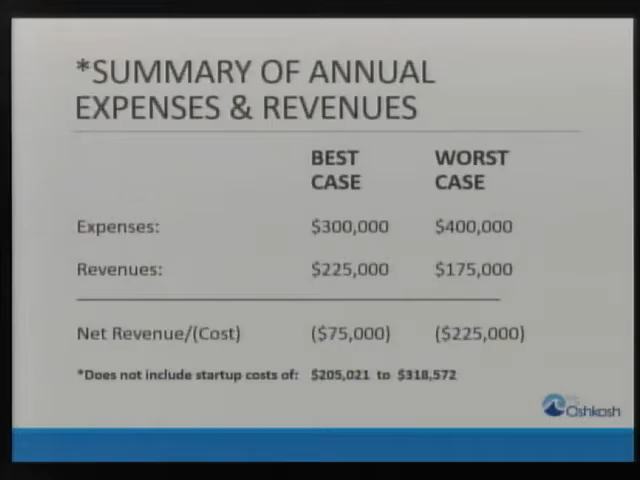 *SUMMARY OF ANNUAL
EXPENSES & REVENUES
BEST CASE WORST CASE
Expenses: $300,000 $400,000
Revenues: $225,000 $175,000
Net Revenue/(Cost) ($75,000) ($225,000)
*Does not include startup costs of: $205,021 to $318,572
Oshkosh